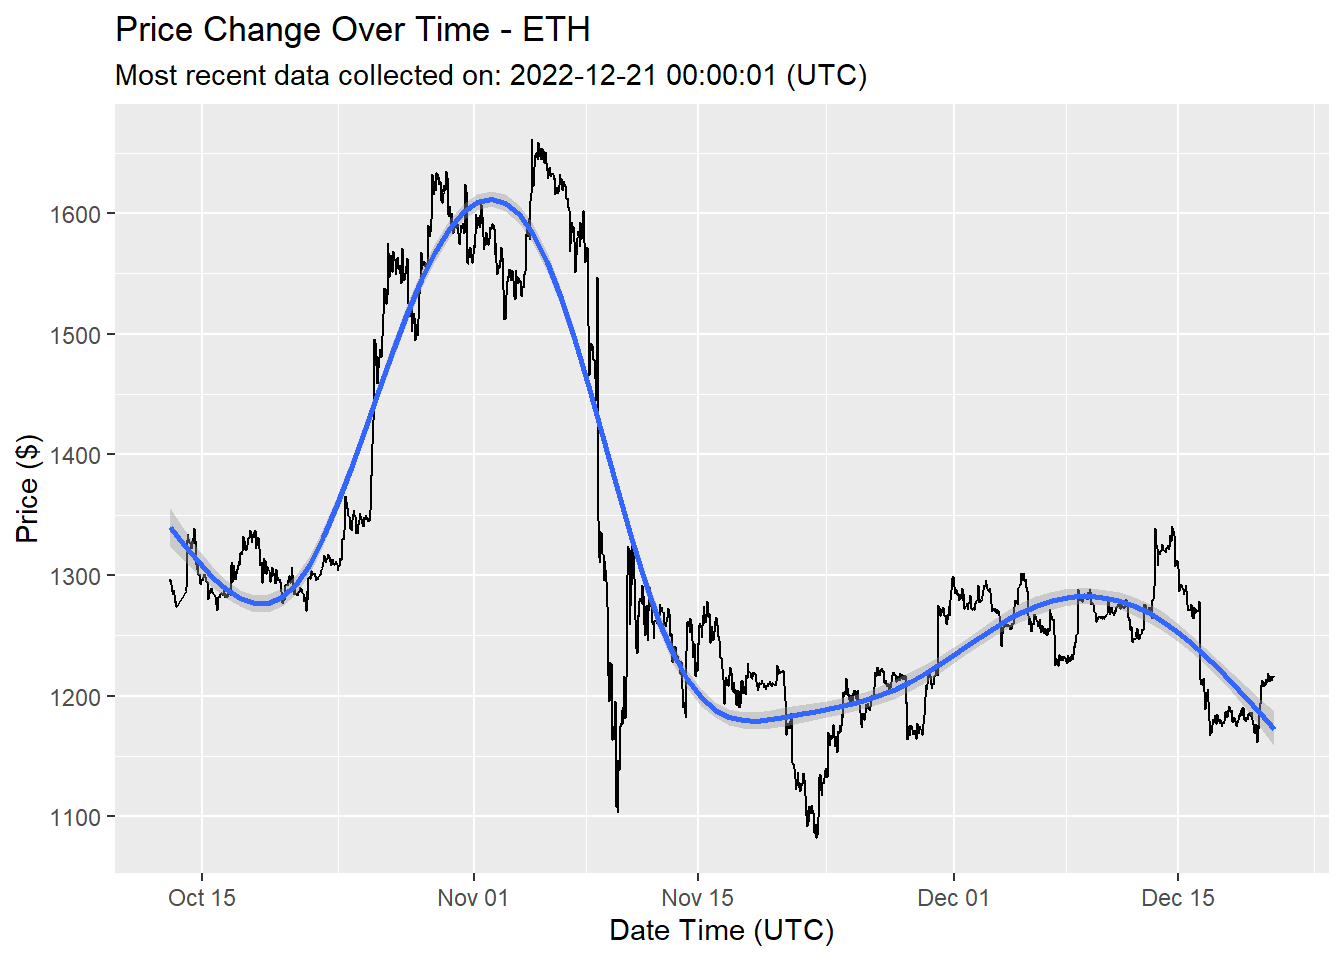 Price Change Over Time - ETH
Most recent data collected on: 2022-12-21 00:00:01 (UTC)
Price ($)
1600
1500
1400
1300
1200
1100
Oct 15
Nov 01
Nov 15
Dec 01
Dec 15
Date Time (UTC)